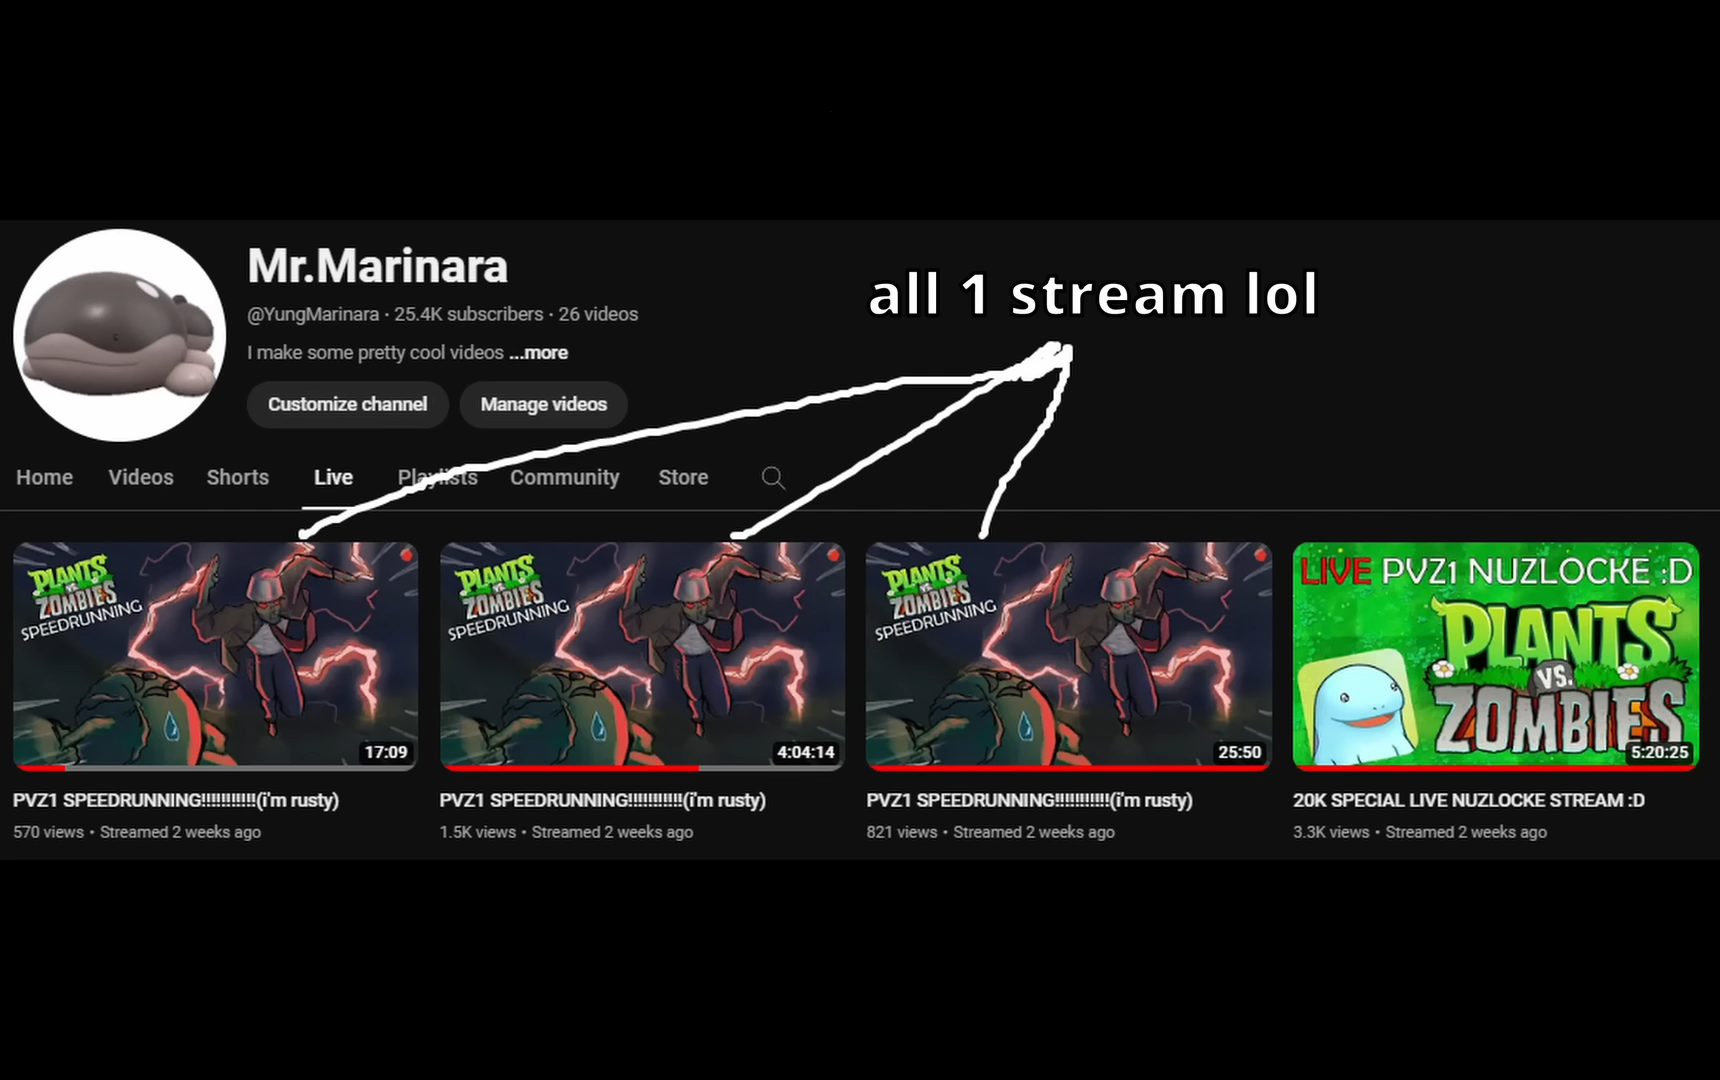 Mr.Marinara
@YungMarinara · 25.4K subscribers · 26 videos
I make some pretty cool videos ...more
Customize channel
Manage videos
all 1 stream lol
Home
Videos
Shorts
Live
Playlists
Community
Store
PLANTS
VS.
ZOMBIES
SPEEDRUNNING
17:09
PVZ1 SPEEDRUNNING!!!!!!!!!!!(i'm rusty)
570 views • Streamed 2 weeks ago
PLANTS
VS.
ZOMBIES
SPEEDRUNNING
4:04:14
PVZ1 SPEEDRUNNING!!!!!!!!!!!(i'm rusty)
1.5K views • Streamed 2 weeks ago
PLANTS
VS.
ZOMBIES
SPEEDRUNNING
25:50
PVZ1 SPEEDRUNNING!!!!!!!!!!!(i'm rusty)
821 views • Streamed 2 weeks ago
LIVE PVZ1 NUZLOCKE :D
PLANTS
VS.
ZOMBIES
5:20:25
20K SPECIAL LIVE NUZLOCKE STREAM :D
3.3K views • Streamed 2 weeks ago